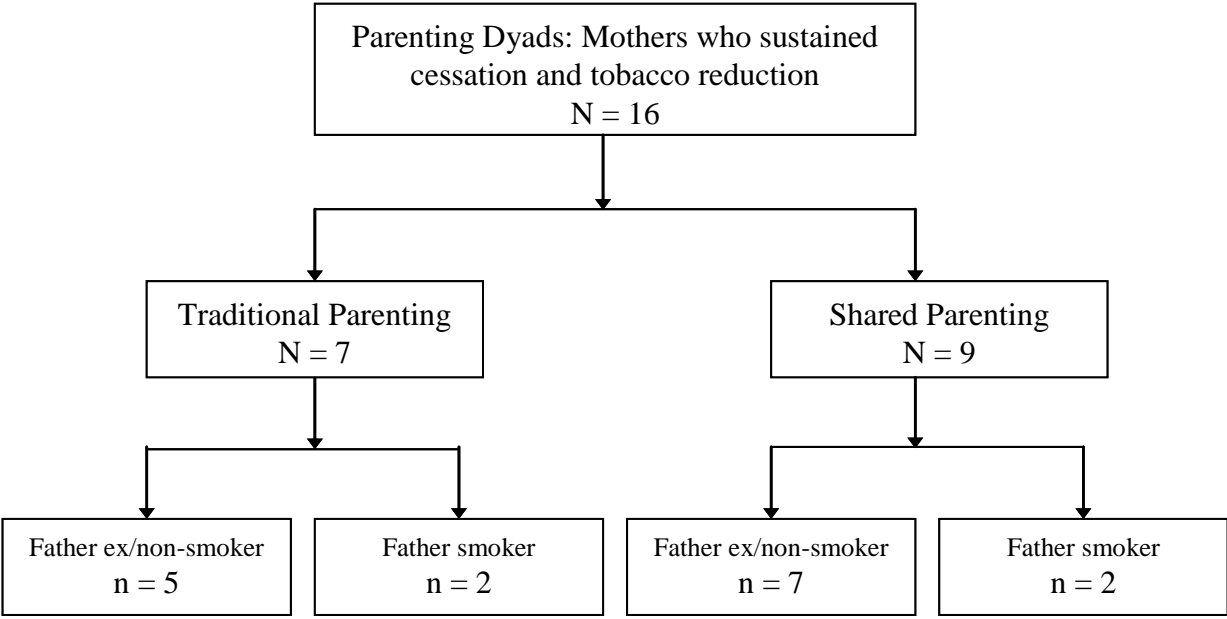 Parenting Dyads: Mothers who sustained
cessation and tobacco reduction
N = 16
Traditional Parenting
N = 7
Shared Parenting
N = 9
Father ex/non-smoker
n = 5
Father smoker
n = 2
Father ex/non-smoker
n = 7
Father smoker
n = 2